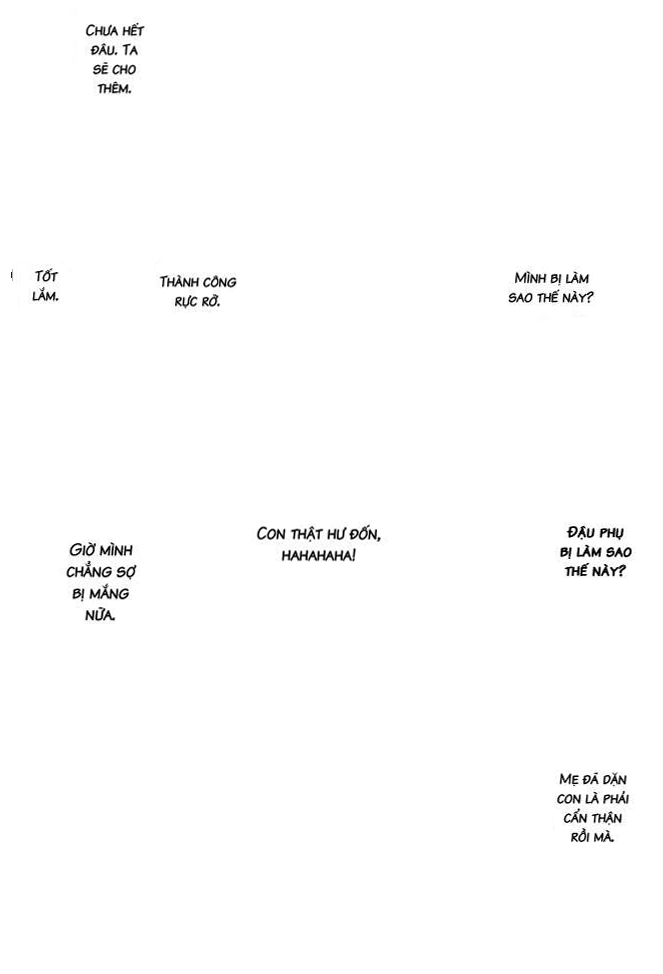 CHƯA HẾT
ĐÂU. TA
SẼ CHO
THÊM.
TỐT
LẮM.
THÀNH CÔNG
RỰC RỠ.
MÌNH BỊ LÀM
SAO THẾ NÀY?
GIỜ MÌNH
CHẲNG SỢ
BỊ MẮNG
NỮA.
CON THẬT HƯ ĐỐN,
HAHAHAHA!
ĐẬU PHỤ
BỊ LÀM SAO
THẾ NÀY?
MẸ ĐÃ DẶN
CON LÀ PHẢI
CẨN THẬN
RỒI MÀ.